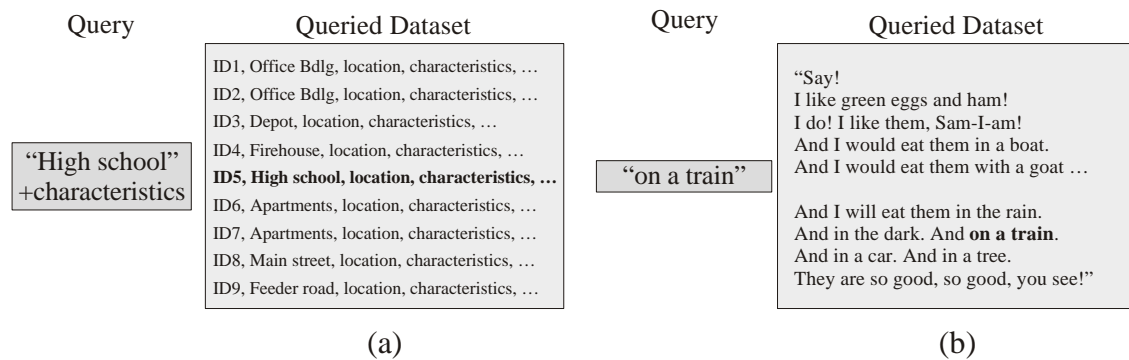 Query
Queried Dataset
“High school”
+characteristics
ID1, Office Bdlg, location, characteristics, …
ID2, Office Bdlg, location, characteristics, …
ID3, Depot, location, characteristics, …
ID4, Firehouse, location, characteristics, …
ID5, High school, location, characteristics, …
ID6, Apartments, location, characteristics, …
ID7, Apartments, location, characteristics, …
ID8, Main street, location, characteristics, …
ID9, Feeder road, location, characteristics, …
(a)
Query
Queried Dataset
“on a train”
“Say!
I like green eggs and ham!
I do! I like them, Sam-I-am!
And I would eat them in a boat.
And I would eat them with a goat …
And I will eat them in the rain.
And in the dark. And on a train.
And in a car. And in a tree.
They are so good, so good, you see!”
(b)